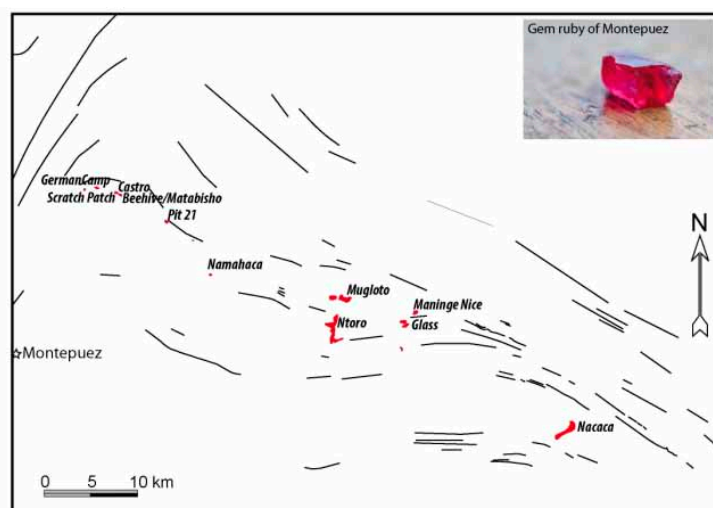 Gem ruby of Montepuez
GermanCamp
Castro
Scratch Patch
Beehive/Matabisho
Pit 21
N
Namahaca
Mugloto
Maninge Nice
Ntoro
Glass
Montepuez
Nacaca
0 5 10 km